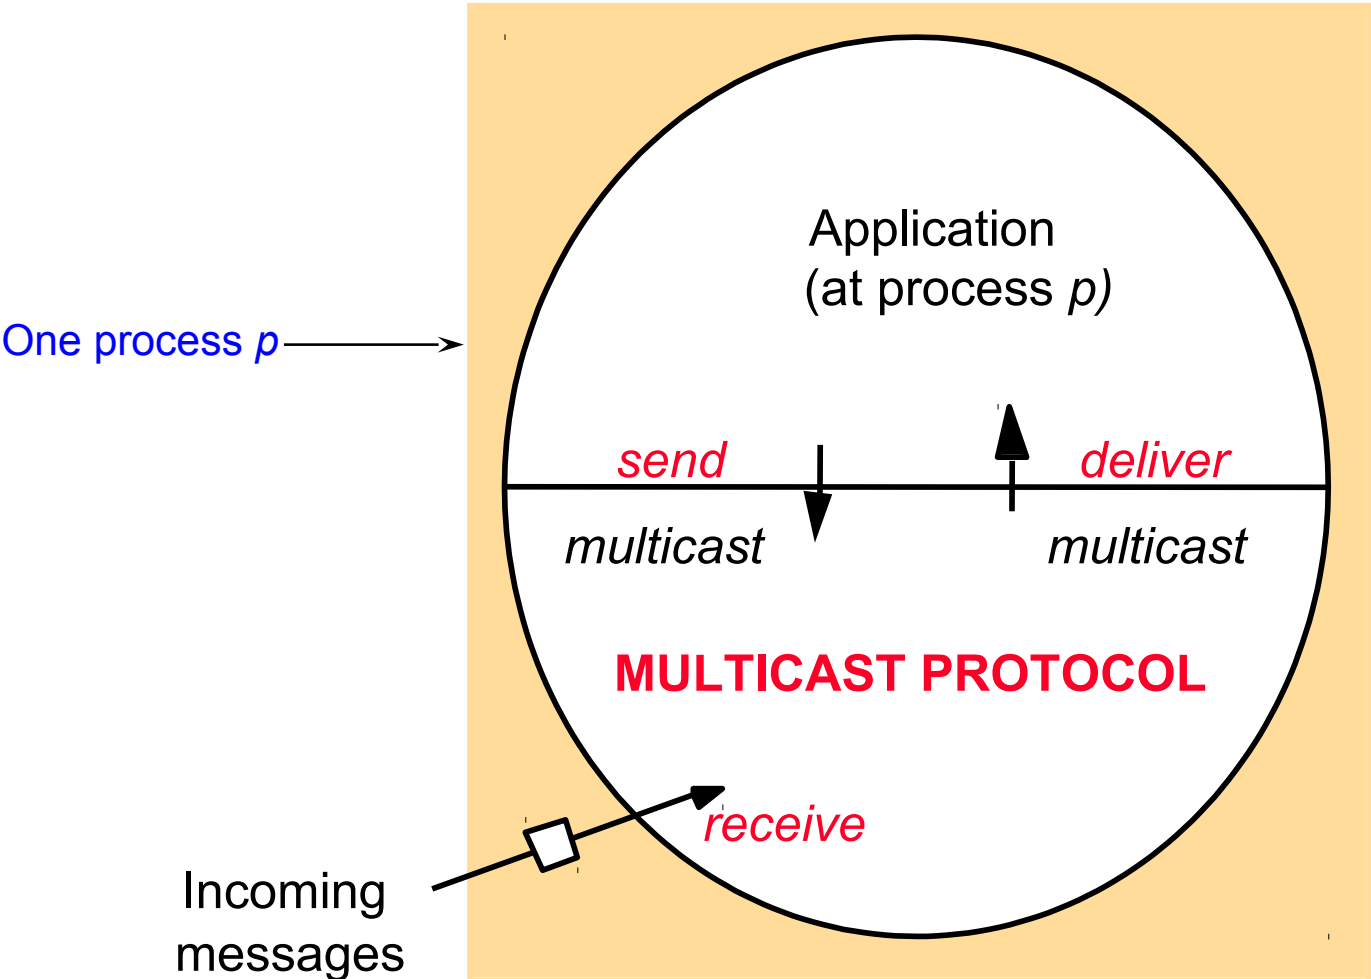 Application
(at process p)
One process p
send
deliver
multicast
multicast
MULTICAST PROTOCOL
receive
Incoming
messages